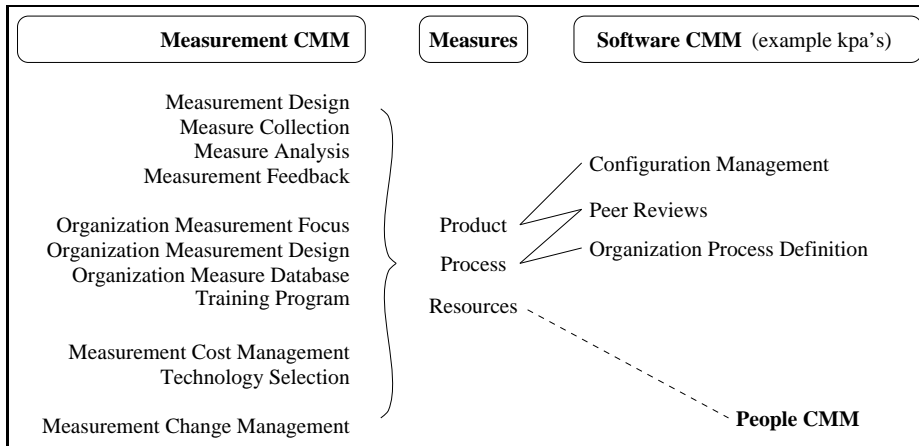 Measurement CMM
Measures
Software CMM (example kpa's)
Measurement Design
Measure Collection
Measure Analysis
Measurement Feedback
Organization Measurement Focus
Organization Measurement Design
Organization Measure Database
Training Program
Measurement Cost Management
Technology Selection
Measurement Change Management
Product
Process
Resources
Configuration Management
Peer Reviews
Organization Process Definition
People CMM